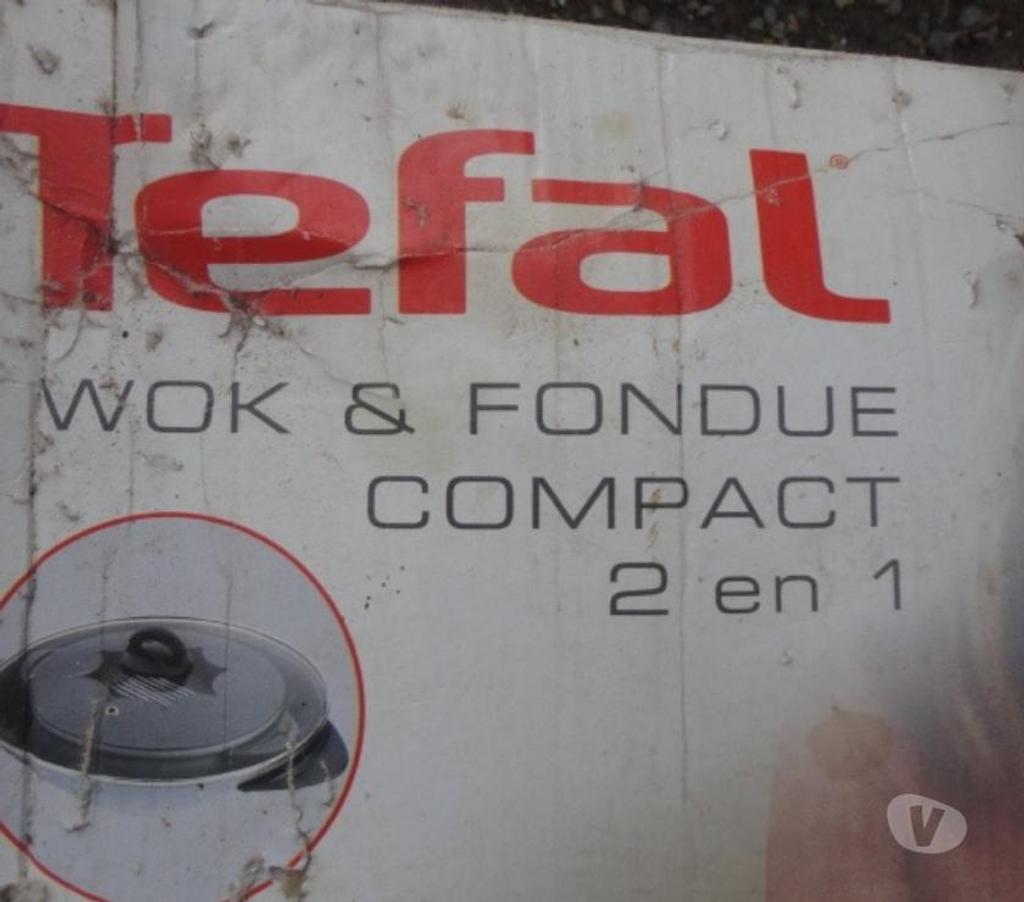 Tefal®
WOK & FONDUE
COMPACT
2 en 1
V